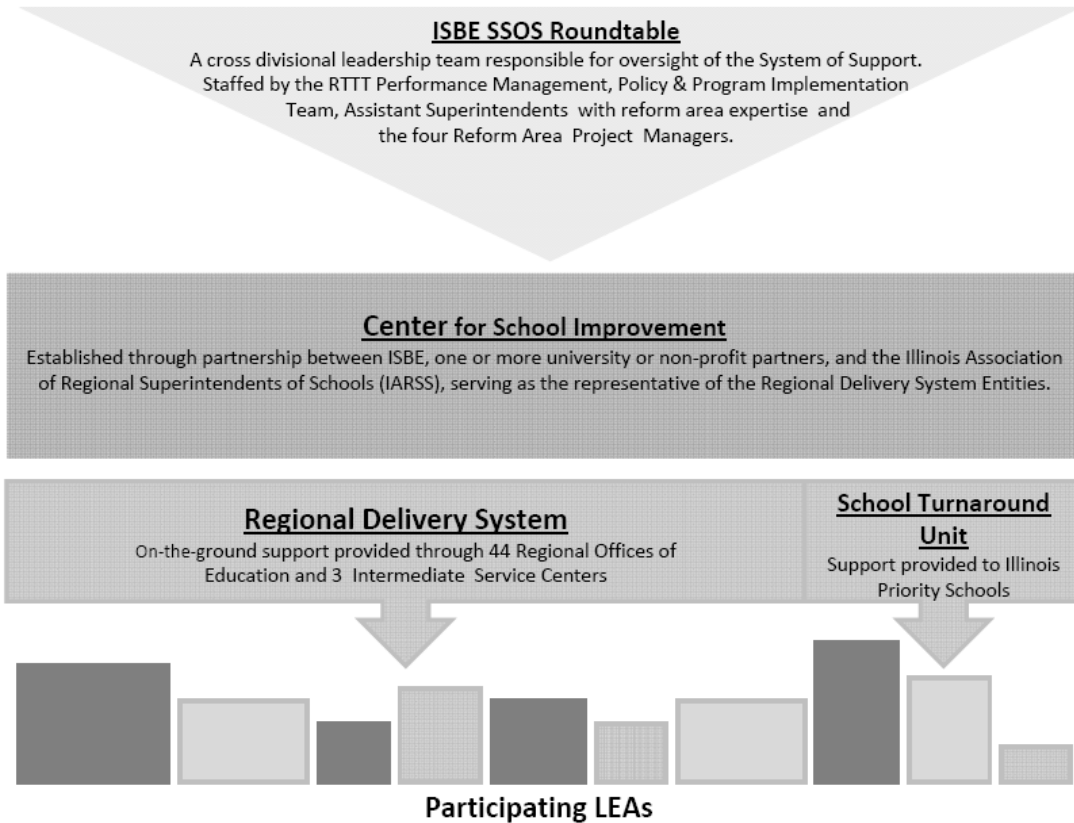 ISBE SSOS Roundtable
A cross divisional leadership team responsible for oversight of the System of Support.
Staffed by the RTTT Performance Management, Policy & Program Implementation
Team, Assistant Superintendents with reform area expertise and
the four Reform Area Project Managers.
Center for School Improvement
Established through partnership between ISBE, one or more university or non-profit partners, and the Illinois Association
of Regional Superintendents of Schools (IARSS), serving as the representative of the Regional Delivery System Entities.
Regional Delivery System
On-the-ground support provided through 44 Regional Offices of
Education and 3 Intermediate Service Centers
School Turnaround
Unit
Support provided to Illinois
Priority Schools
Participating LEAs